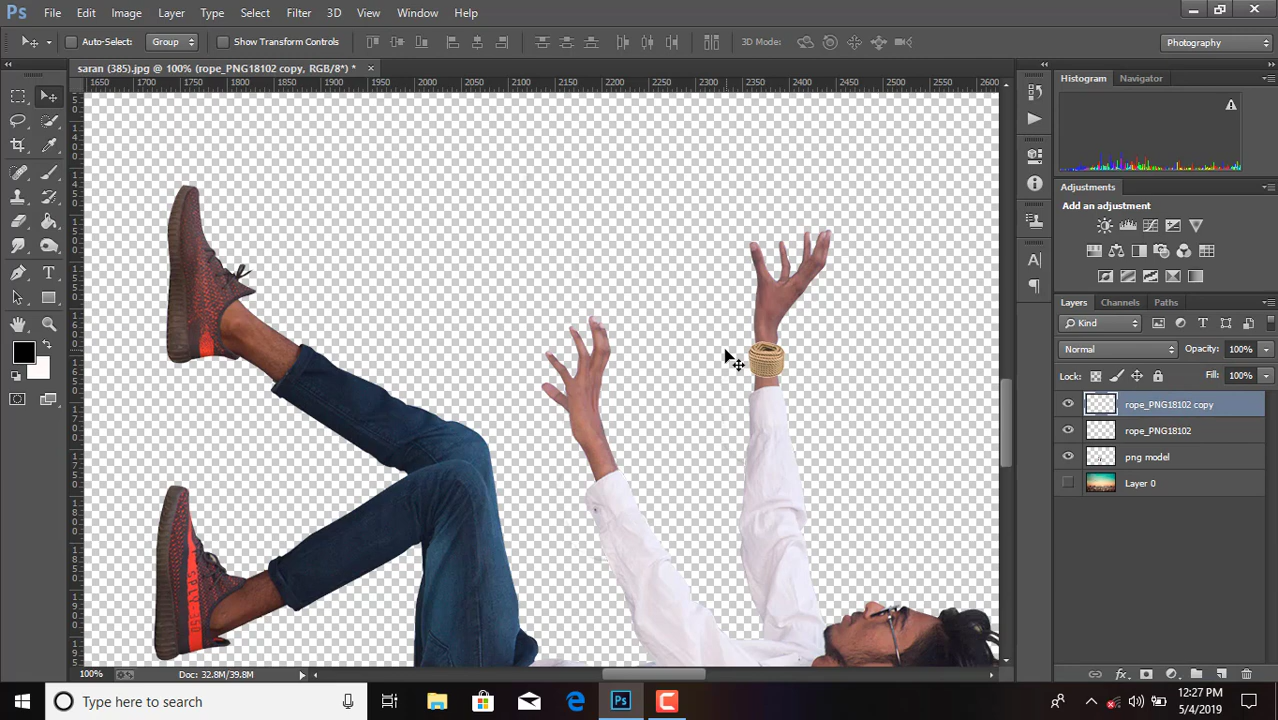 Ps File Edit Image Layer Type Select Filter 3D View Window Help
Auto-Select: Group Show Transform Controls 3D Mode: Photography
saran (385).jpg @ 100% (rope_PNG18102 copy, RGB/8*) * ×
1650 1700 1750 1800 1850 1900 1950 2000 2050 2100 2150 2200 2250 2300 2350 2400 2450 2500 2550 2600
Histogram Navigator
Adjustments
Add an adjustment
Layers Channels Paths
Kind
Normal Opacity: 100%
Lock: Fill: 100%
rope_PNG18102 copy
rope_PNG18102
png model
Layer 0
100% Doc: 32.8M/39.8M
Type here to search
Ps
12:27 PM
5/4/2019